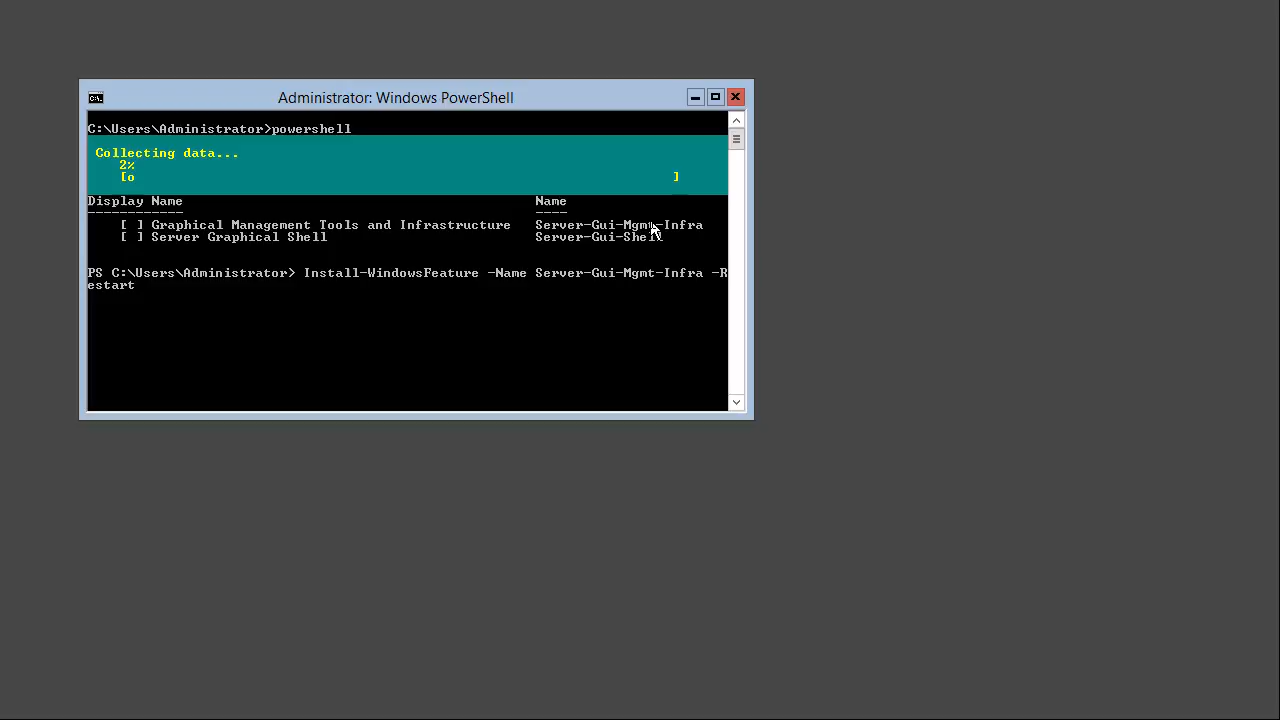 Administrator: Windows PowerShell
C:\Users\Administrator>powershell
Collecting data...
2%
[o ]
Display Name Name
------------ ----
[ ] Graphical Management Tools and Infrastructure Server-Gui-Mgmt-Infra
[ ] Server Graphical Shell Server-Gui-Shell
PS C:\Users\Administrator> Install-WindowsFeature -Name Server-Gui-Mgmt-Infra -R
estart